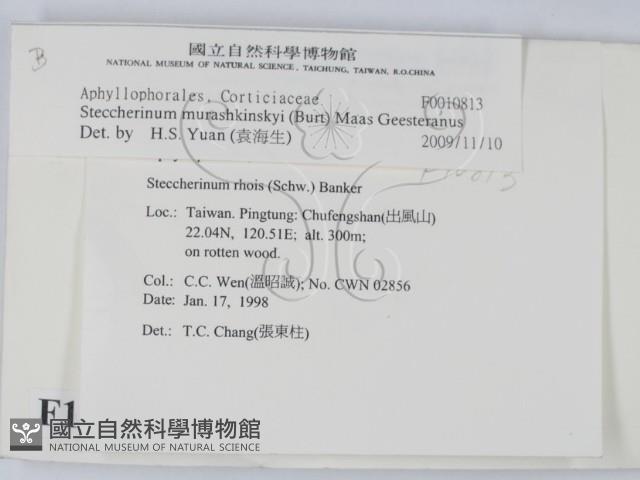 B
國立自然科學博物館
NATIONAL MUSEUM OF NATURAL SCIENCE, TAICHUNG, TAIWAN, R.O.CHINA
Aphyllophorales, Corticiaceae F0010813
Steccherinum murashkinskyi (Burt) Maas Geesteranus
Det. by H.S. Yuan (袁海生) 2009/11/10
Steccherinum rhois (Schw.) Banker
Loc.: Taiwan. Pingtung: Chufengshan(出風山)
22.04N, 120.51E; alt. 300m;
on rotten wood.
Col.: C.C. Wen(溫昭誠); No. CWN 02856
Date: Jan. 17, 1998
Det.: T.C. Chang(張東柱)
F1
國立自然科學博物館
NATIONAL MUSEUM OF NATURAL SCIENCE